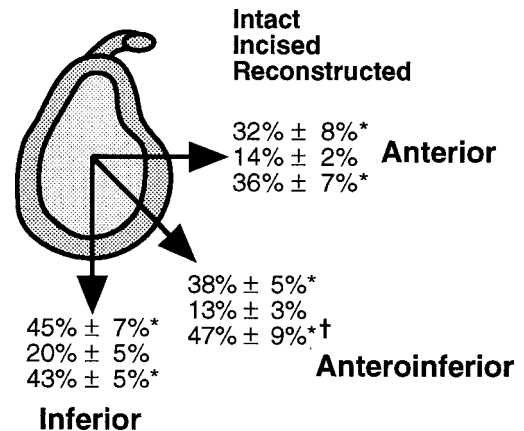 Intact
Incised
Reconstructed
32% ± 8%*
14% ± 2%
36% ± 7%*
Anterior
38% ± 5%*
13% ± 3%
47% ± 9%*†
Anteroinferior
45% ± 7%*
20% ± 5%
43% ± 5%*
Inferior